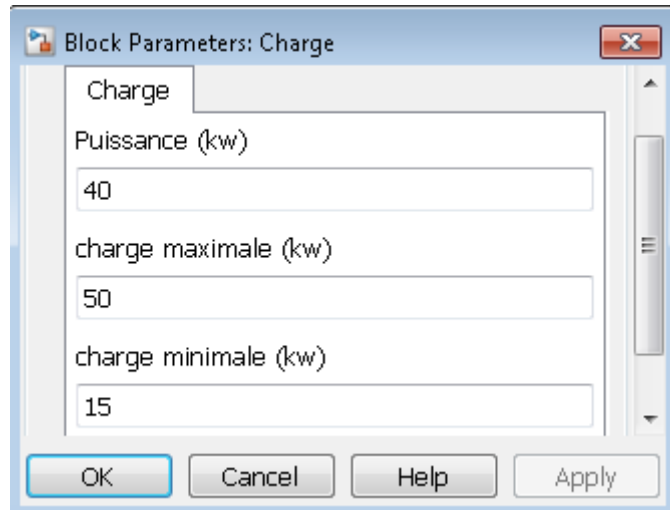 Block Parameters: Charge
Charge
Puissance (kw)
40
charge maximale (kw)
50
charge minimale (kw)
15
OK Cancel Help Apply